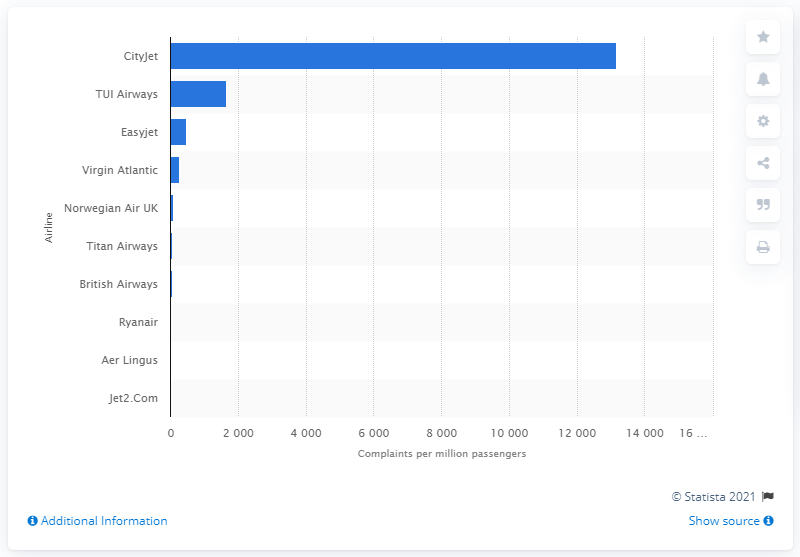 CityJet
TUI Airways
Easyjet
Virgin Atlantic
Norwegian Air UK
Titan Airways
British Airways
Ryanair
Aer Lingus
Jet2.Com
Airline
0 2 000 4 000 6 000 8 000 10 000 12 000 14 000 16 ...
Complaints per million passengers
© Statista 2021
Additional Information
Show source